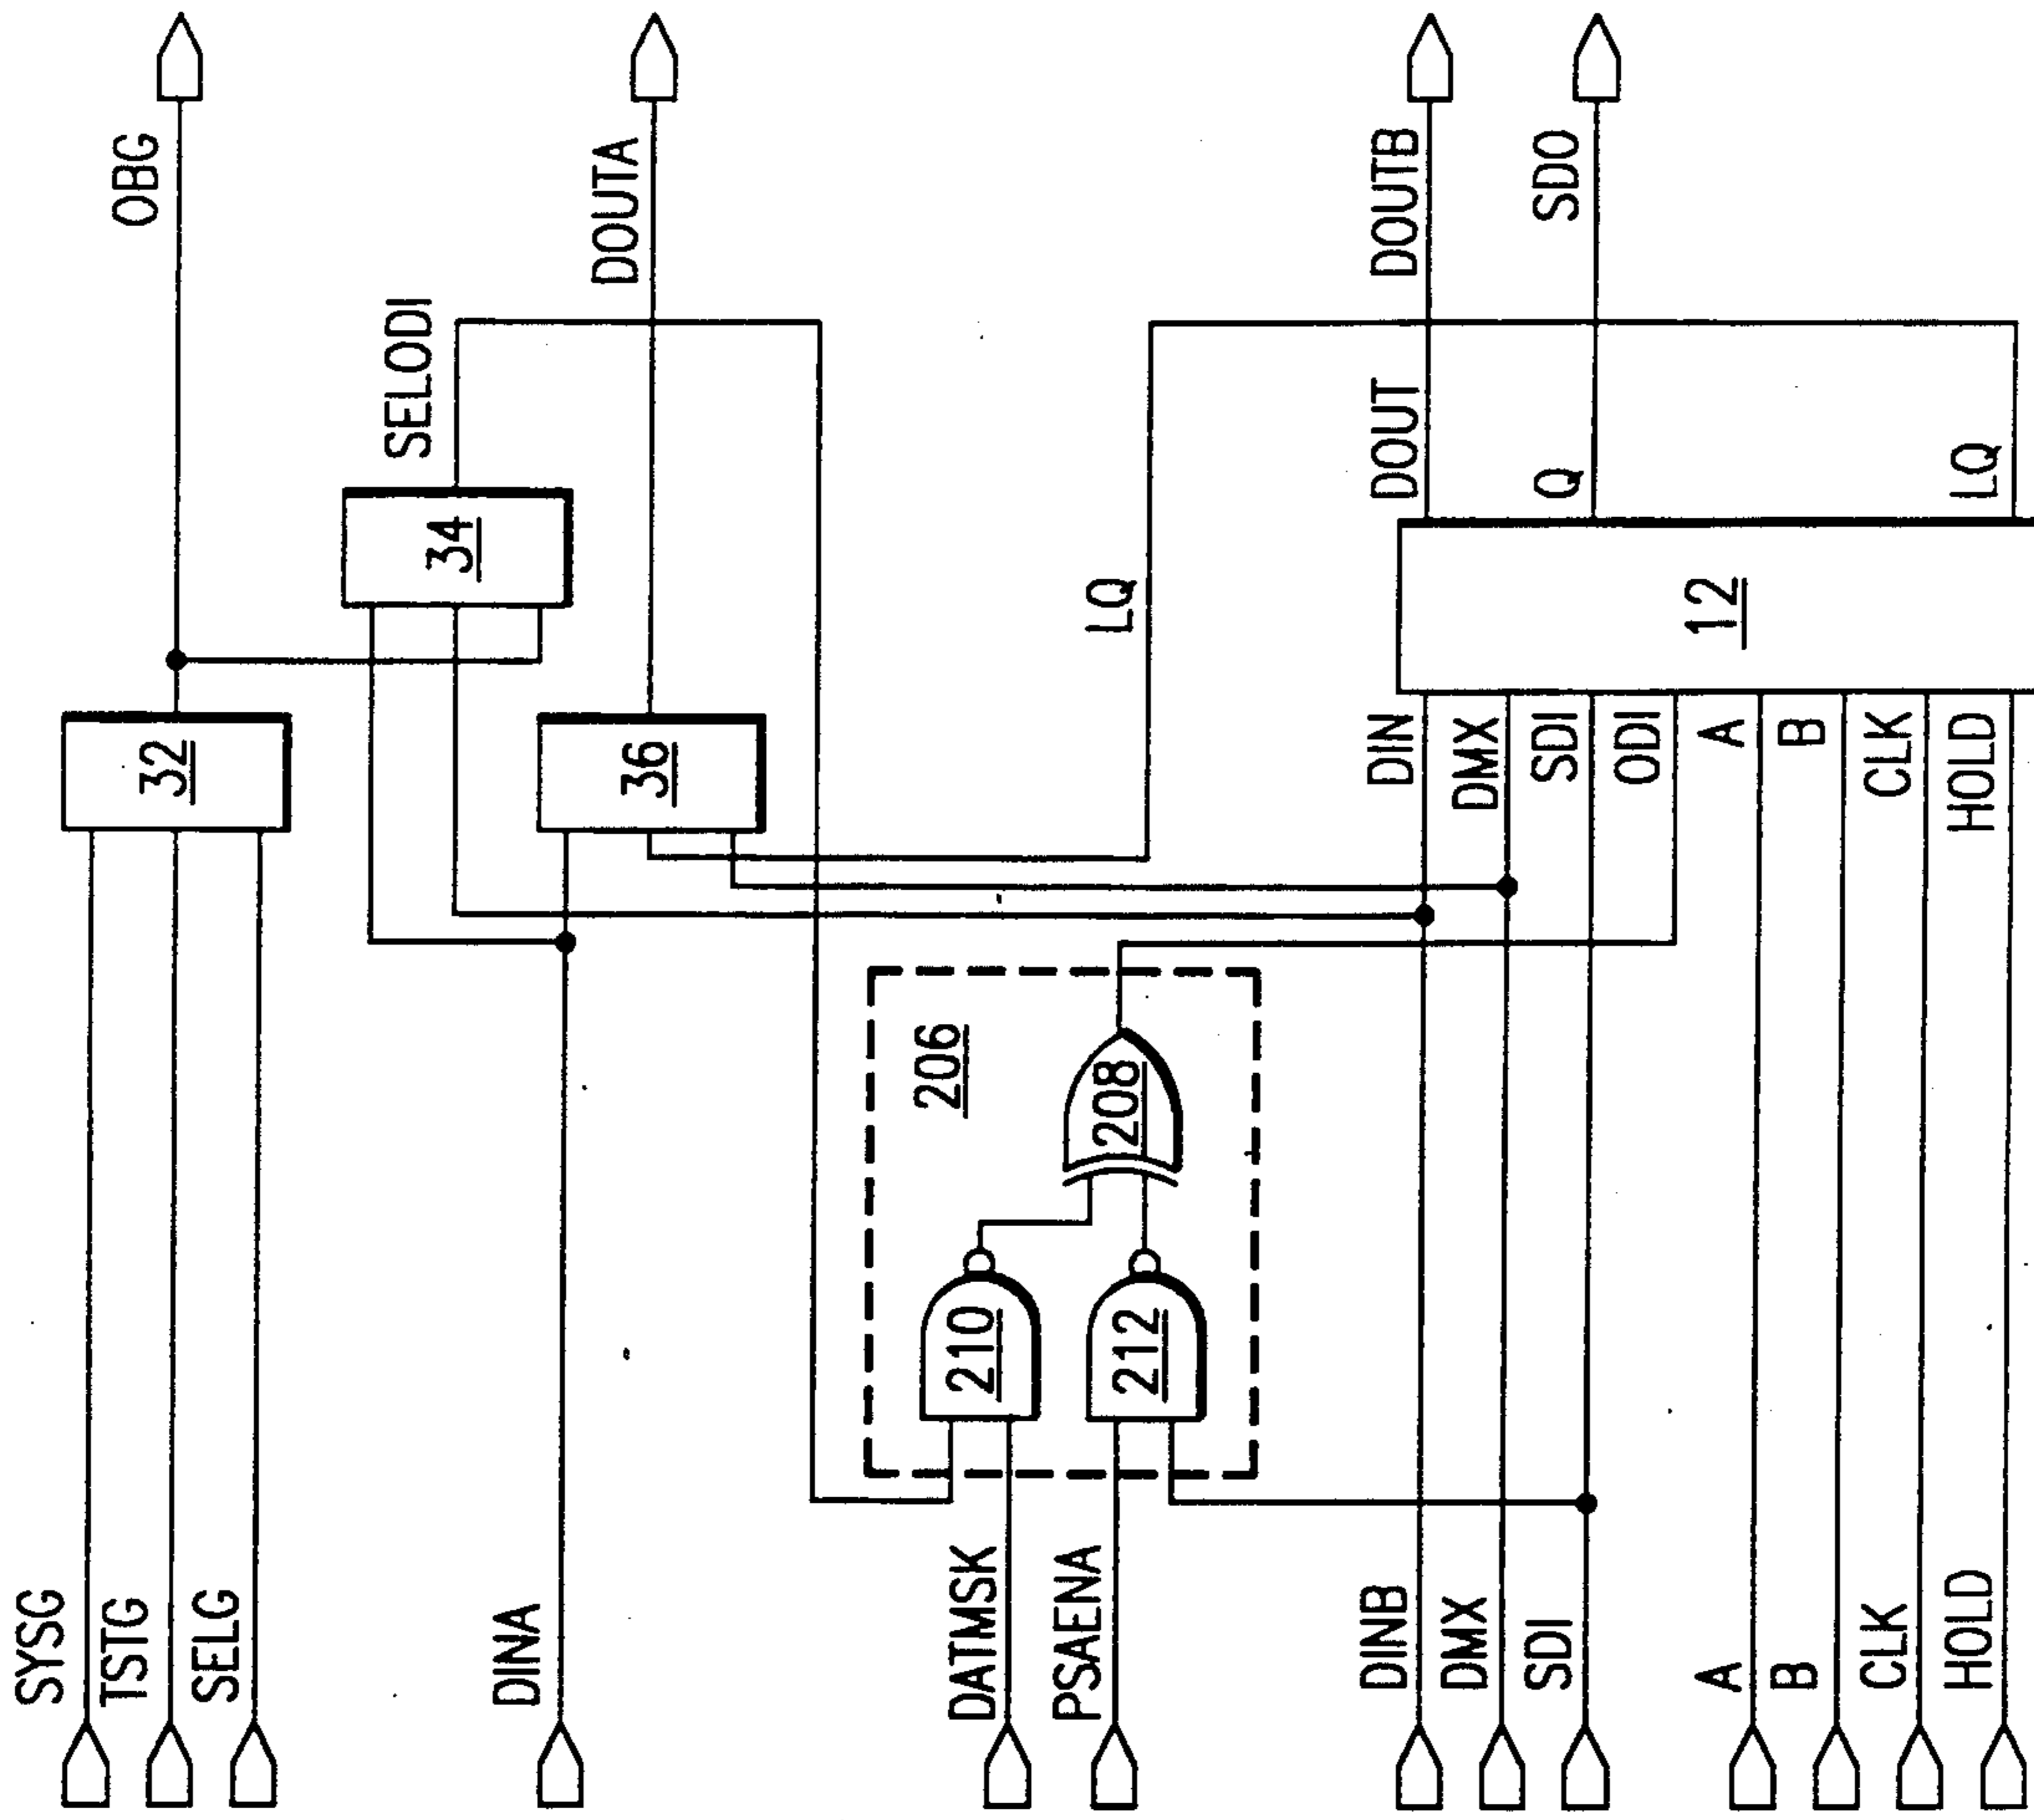 SYSG
TSTG
SELG
32
OBG
34
SELODI
DINA
36
DOUTA
206
DATMSK
210
PSAENA
212
208
LQ
DINB
DIN
DOUT
DOUTB
DMX
DMX
SDI
SDI
Q
SDO
ODI
12
A
A
B
B
CLK
CLK
HOLD
HOLD
LQ